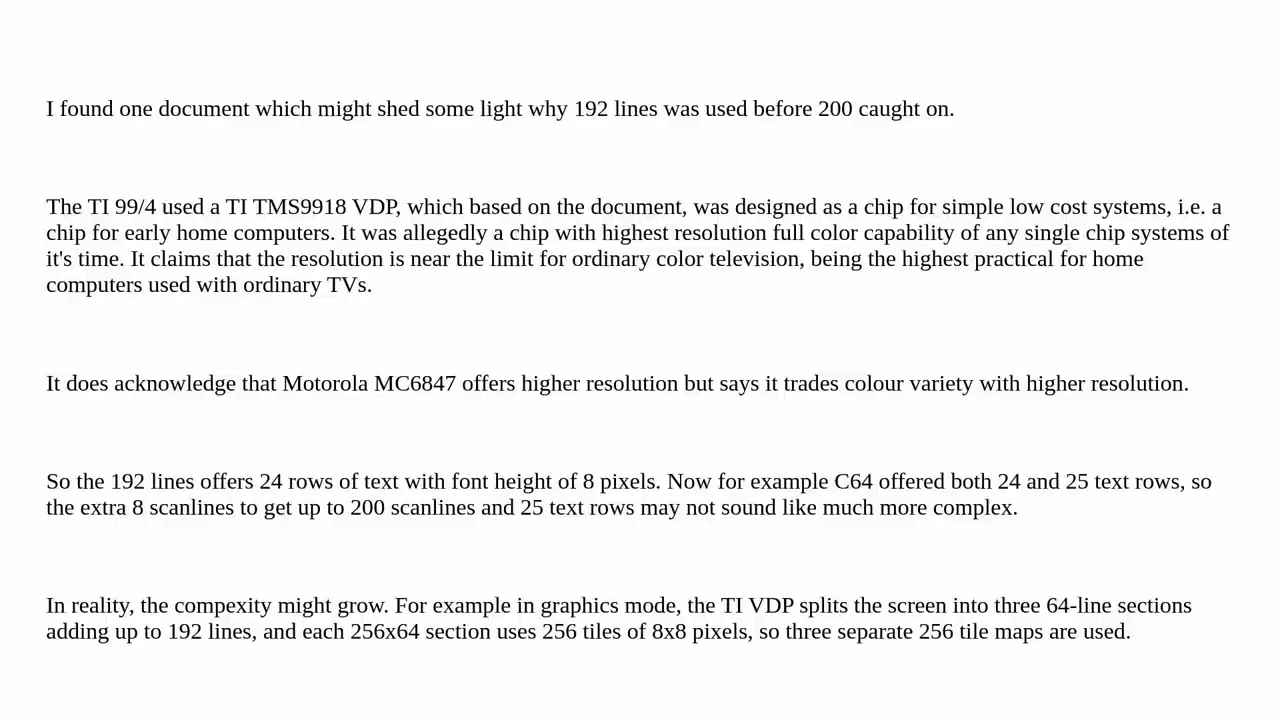 I found one document which might shed some light why 192 lines was used before 200 caught on.
The TI 99/4 used a TI TMS9918 VDP, which based on the document, was designed as a chip for simple low cost systems, i.e. a
chip for early home computers. It was allegedly a chip with highest resolution full color capability of any single chip systems of
it's time. It claims that the resolution is near the limit for ordinary color television, being the highest practical for home
computers used with ordinary TVs.
It does acknowledge that Motorola MC6847 offers higher resolution but says it trades colour variety with higher resolution.
So the 192 lines offers 24 rows of text with font height of 8 pixels. Now for example C64 offered both 24 and 25 text rows, so
the extra 8 scanlines to get up to 200 scanlines and 25 text rows may not sound like much more complex.
In reality, the compexity might grow. For example in graphics mode, the TI VDP splits the screen into three 64-line sections
adding up to 192 lines, and each 256x64 section uses 256 tiles of 8x8 pixels, so three separate 256 tile maps are used.